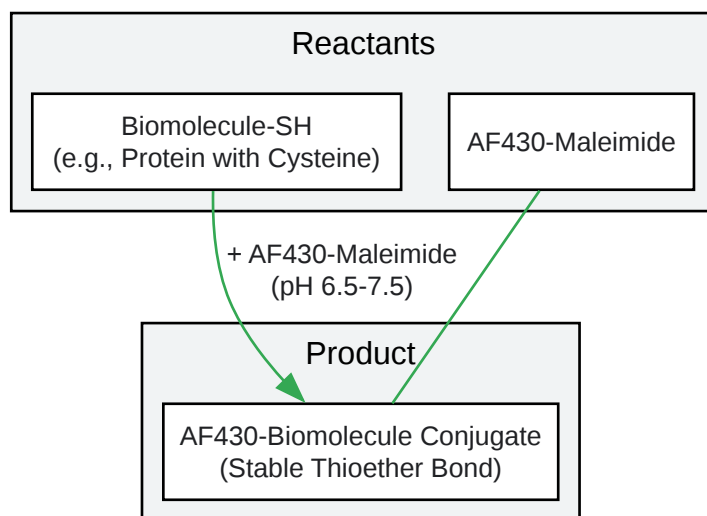 Reactants
Biomolecule-SH
(e.g., Protein with Cysteine)
AF430-Maleimide
+ AF430-Maleimide
(pH 6.5-7.5)
Product
AF430-Biomolecule Conjugate
(Stable Thioether Bond)